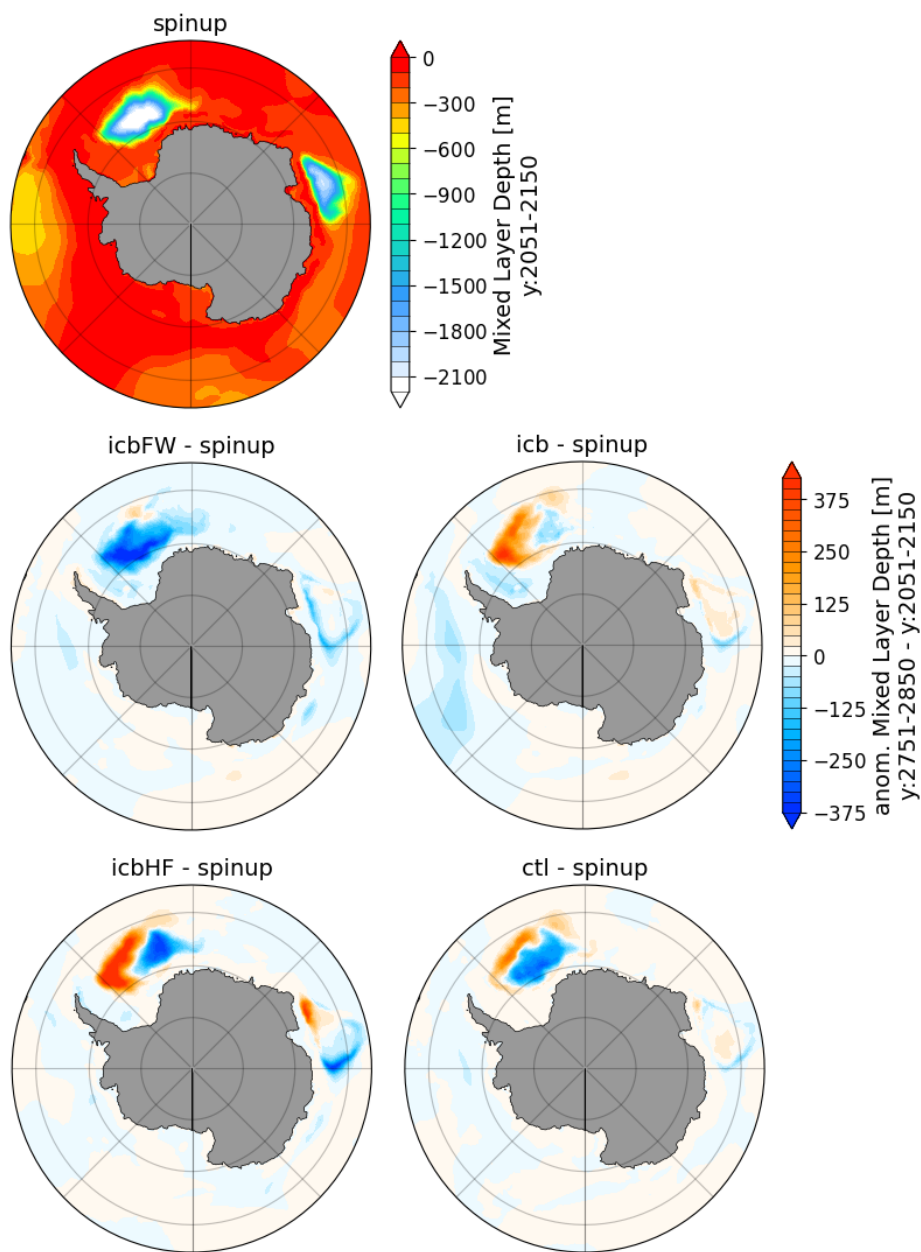 spinup
0
−300
−600
−900
−1200
−1500
−1800
−2100
Mixed Layer Depth [m]
y:2051-2150
icbFW - spinup
icb - spinup
375
250
125
0
−125
−250
−375
anom. Mixed Layer Depth [m]
y:2751-2850 - y:2051-2150
icbHF - spinup
ctl - spinup